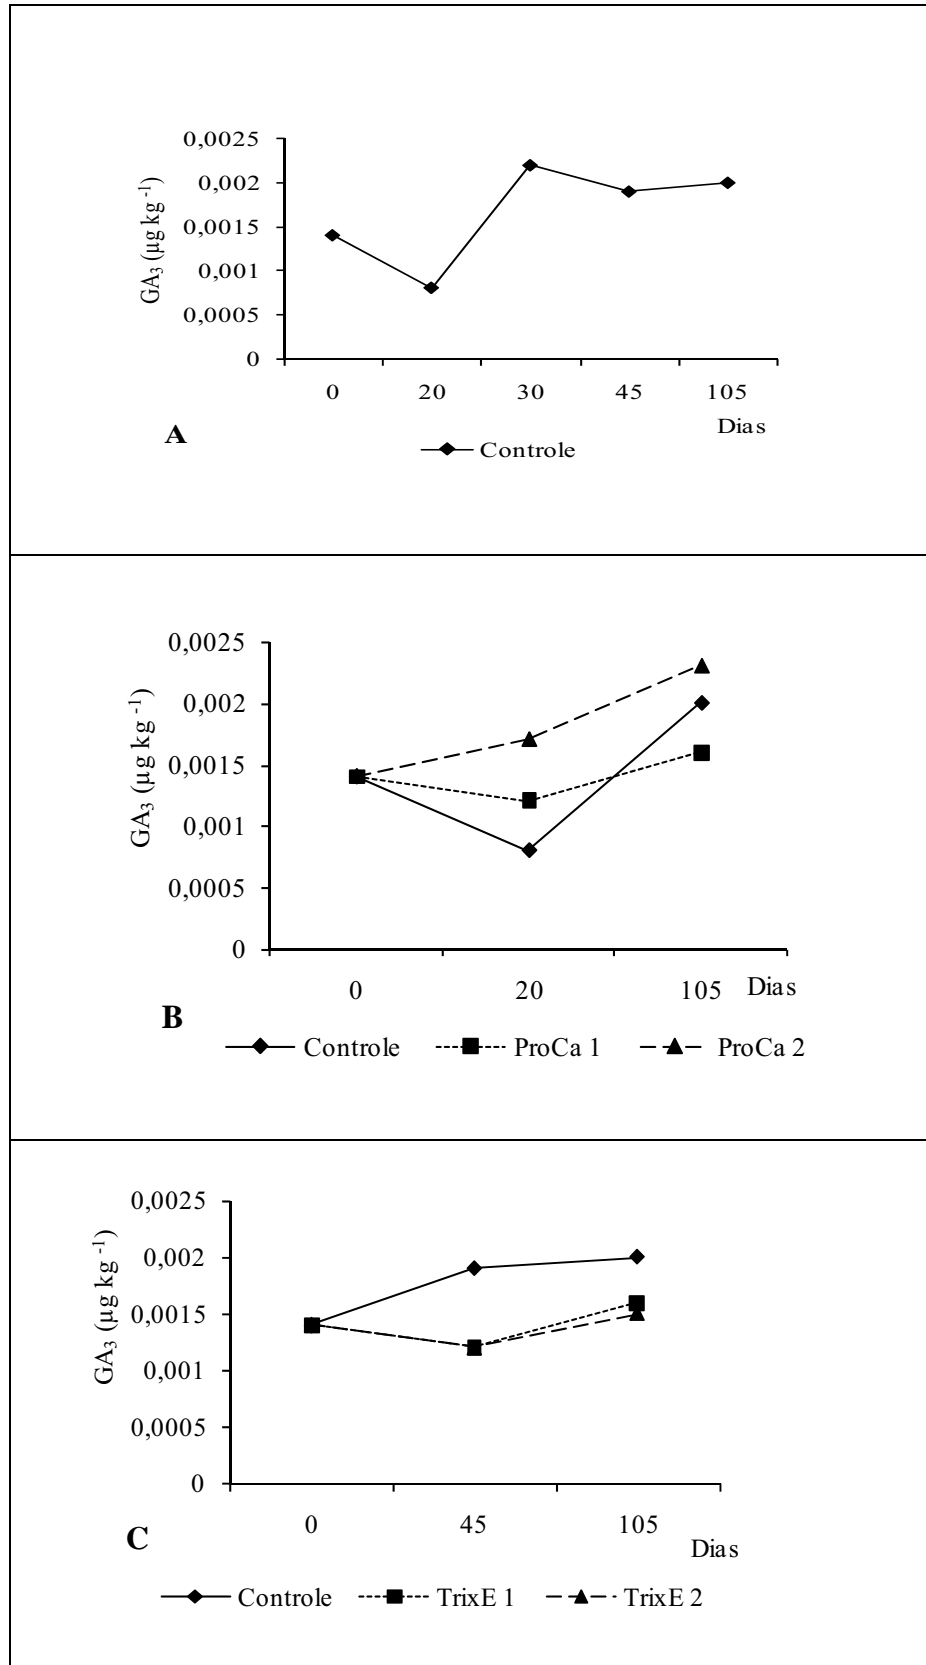 0,0025
0,002
0,0015
0,001
0,0005
0
GA₃ (µg kg⁻¹)
0 20 30 45 105
Dias
A
Controle
0,0025
0,002
0,0015
0,001
0,0005
0
GA₃ (µg kg⁻¹)
0 20 105 Dias
B
Controle ProCa 1 ProCa 2
0,0025
0,002
0,0015
0,001
0,0005
0
GA₃ (µg kg⁻¹)
0 45 105
Dias
C
Controle TrixE 1 TrixE 2